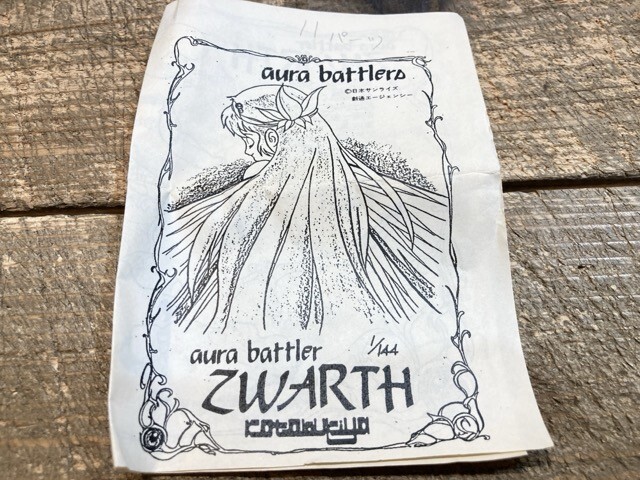 11パーツ
aura battlers
©日本サンライズ
創通エージェンシー
aura battler 1/144
ZWARTH
kotobukiya